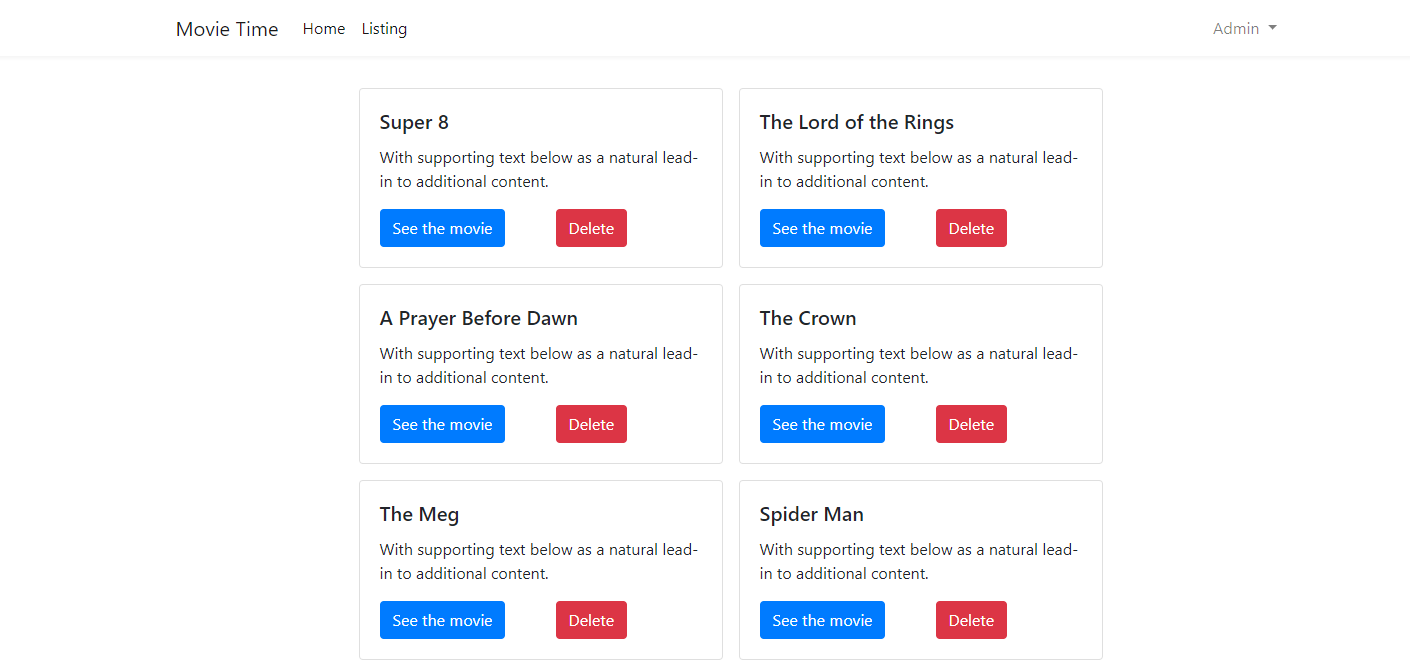 Movie Time Home Listing Admin
Super 8
With supporting text below as a natural lead-
in to additional content.
See the movie Delete
The Lord of the Rings
With supporting text below as a natural lead-
in to additional content.
See the movie Delete
A Prayer Before Dawn
With supporting text below as a natural lead-
in to additional content.
See the movie Delete
The Crown
With supporting text below as a natural lead-
in to additional content.
See the movie Delete
The Meg
With supporting text below as a natural lead-
in to additional content.
See the movie Delete
Spider Man
With supporting text below as a natural lead-
in to additional content.
See the movie Delete